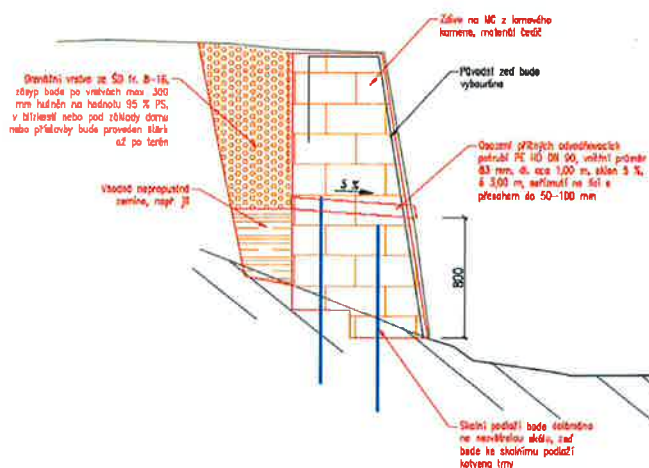 Zdivo na MC z lomového
kamene, materiál čedič
Drenážní vrstva ze ŠD fr. 8-16,
zásyp bude po vrstvách max. 300
mm hutněn na hodnotu 95 % PS,
v blízkosti nebo pod základy domu
nebo přístavby bude proveden štěrk
až po terén
Původní zeď bude
vybourána
Osazení příčných odvodňovacích
potrubí PE HD DN 90, vnitřní průměr
83 mm, dl. cca 1,00 m, sklon 5 %,
á 3,00 m, seříznutí na líci s
přesahem do 50-100 mm
5 %
Vhodná nepropustná
zemina, např. jíl
800
Skalní podloží bude
na nezvětralou skálu, zeď
bude ke skalnímu podloží
kotvena trny